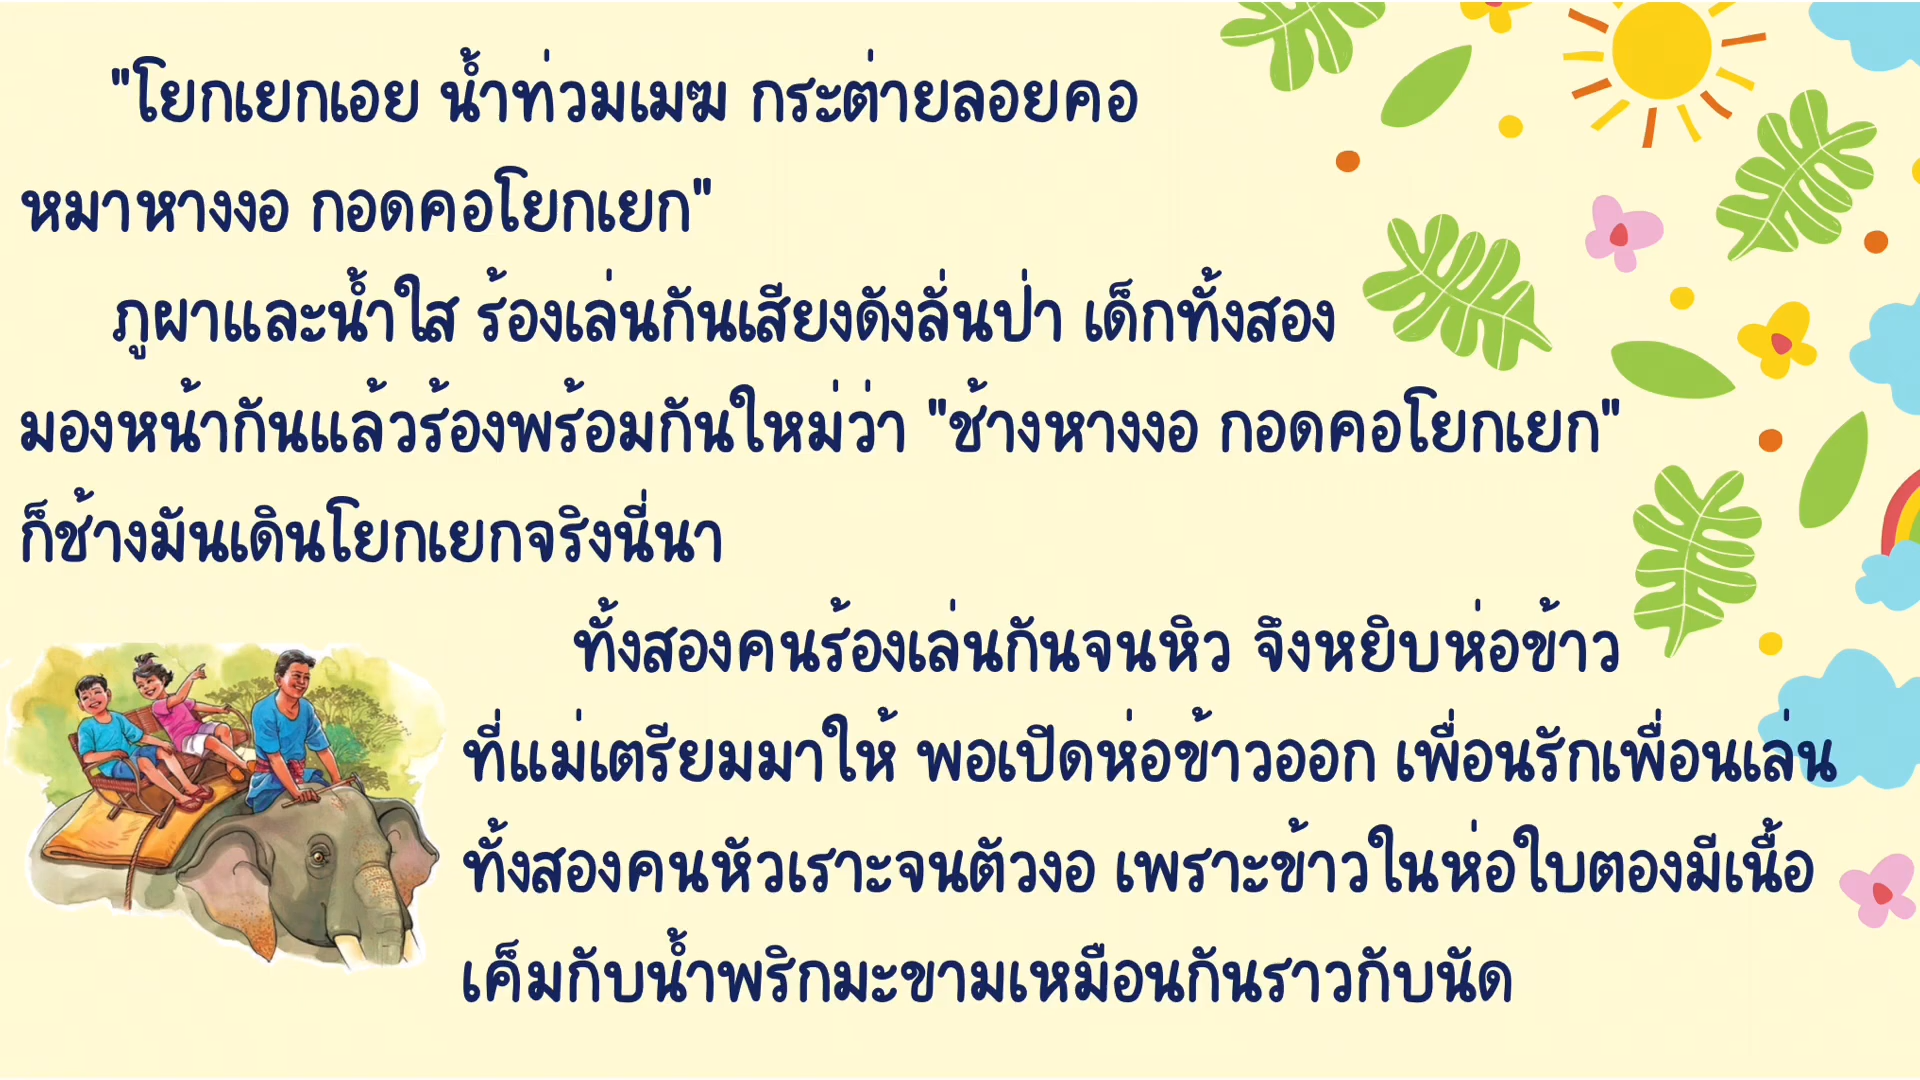 "โยกเยกเอย น้ำท่วมเมฆ กระต่ายลอยคอ
หมาหางงอ กอดคอโยกเยก"
ภูผาและน้ำใส ร้องเล่นกันเสียงดังลั่นป่า เด็กทั้งสอง
มองหน้ากันแล้วร้องพร้อมกันใหม่ว่า "ช้างหางงอ กอดคอโยกเยก"
ก็ช้างมันเดินโยกเยกจริงนี่นา
ทั้งสองคนร้องเล่นกันจนหิว จึงหยิบห่อข้าว
ที่แม่เตรียมมาให้ พอเปิดห่อข้าวออก เพื่อนรักเพื่อนเล่น
ทั้งสองคนหัวเราะจนตัวงอ เพราะข้าวในห่อใบตองมีเนื้อ
เค็มกับน้ำพริกมะขามเหมือนกันราวกับนัด